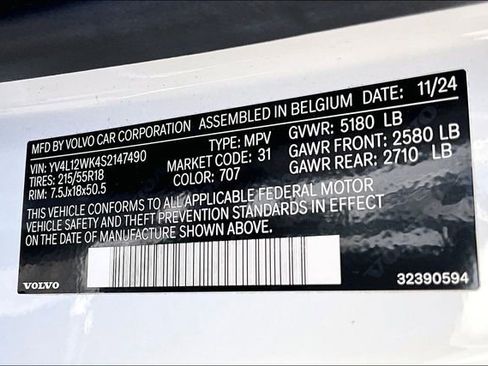 MFD BY VOLVO CAR CORPORATION ASSEMBLED IN BELGIUM DATE: 11/24
VIN: YV4L12WK4S2147490 TYPE: MPV GVWR: 5180 LB
TIRES: 215/55R18 MARKET CODE: 31 GAWR FRONT: 2580 LB
RIM: 7.5Jx18x50.5 COLOR: 707 GAWR REAR: 2710 LB
THIS VEHICLE CONFORMS TO ALL APPLICABLE FEDERAL MOTOR
VEHICLE SAFETY AND THEFT PREVENTION STANDARDS IN EFFECT
ON THE DATE OF MANUFACTURE SHOWN ABOVE.
VOLVO 32390594